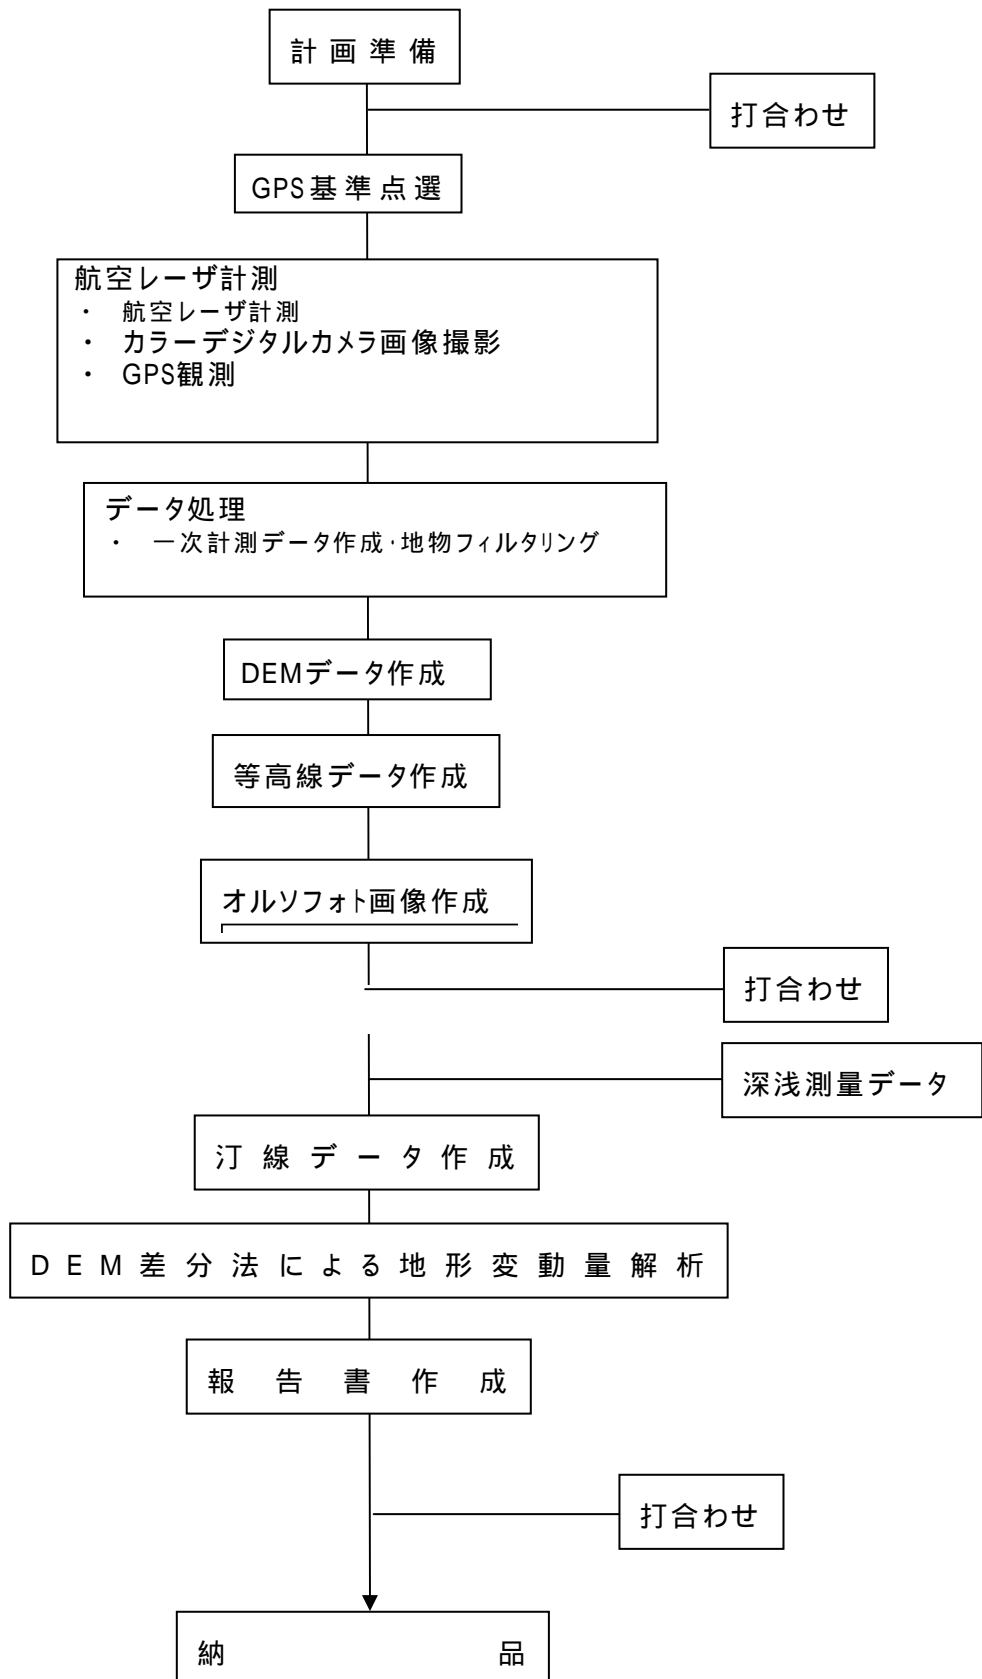 計画準備
打合わせ
GPS基準点選
航空レーザ計測
・ 航空レーザ計測
・ カラーデジタルカメラ画像撮影
・ GPS観測
データ処理
・ 一次計測データ作成・地物フィルタリング
DEMデータ作成
等高線データ作成
オルソフォト画像作成
打合わせ
深浅測量データ
汀線データ作成
DEM差分法による地形変動量解析
報告書作成
打合わせ
納品